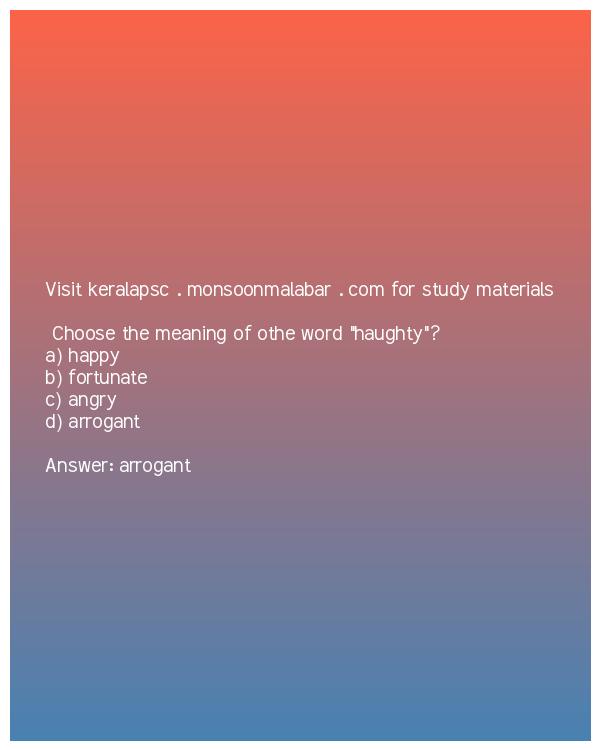 Visit keralapsc . monsoonmalabar . com for study materials
Choose the meaning of othe word "haughty"?
a) happy
b) fortunate
c) angry
d) arrogant
Answer: arrogant